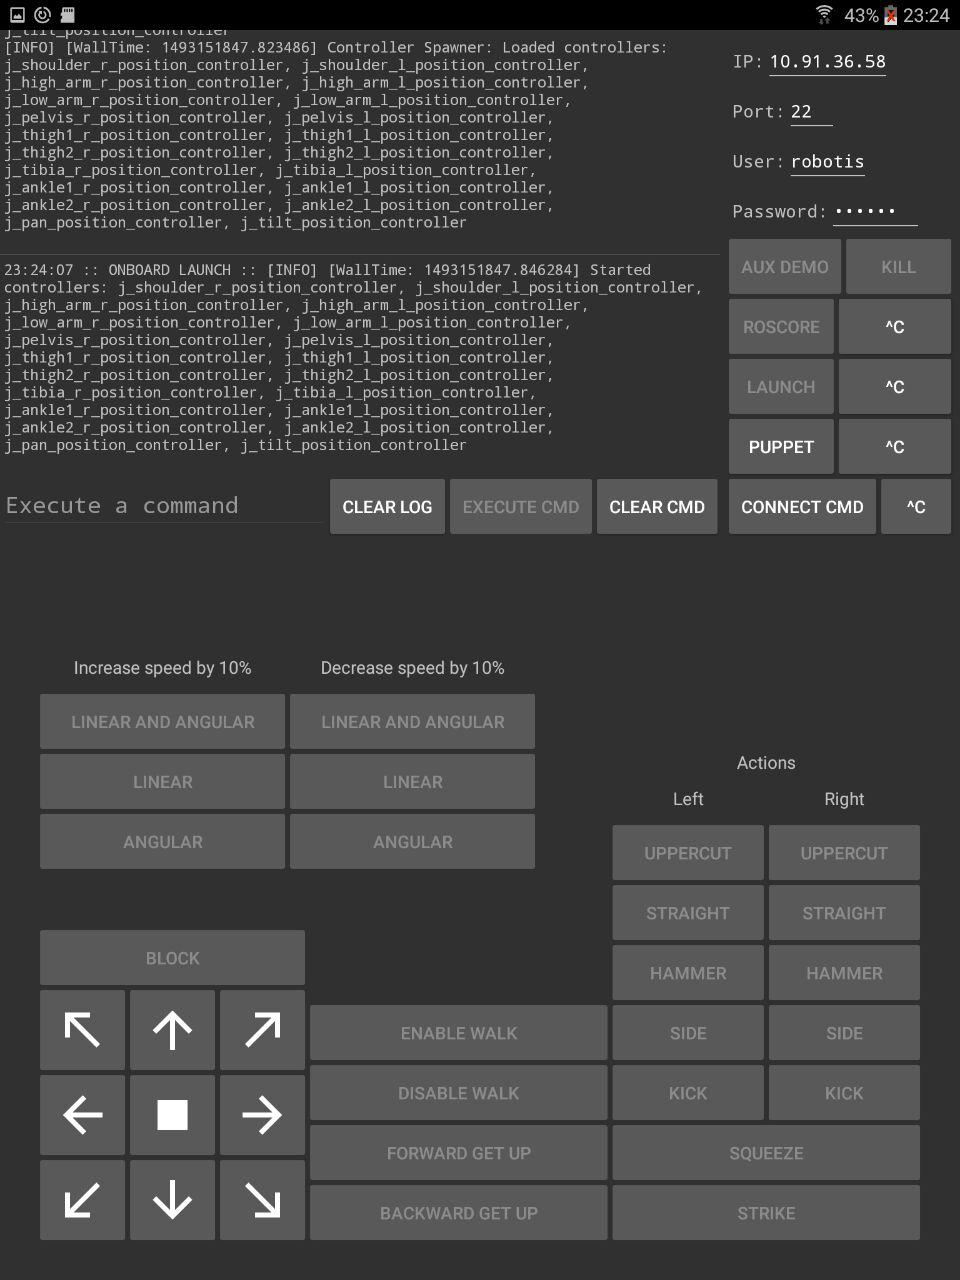 43% 23:24
j_tilt_position_controller
[INFO] [WallTime: 1493151847.823486] Controller Spawner: Loaded controllers:
j_shoulder_r_position_controller, j_shoulder_l_position_controller,
j_high_arm_r_position_controller, j_high_arm_l_position_controller,
j_low_arm_r_position_controller, j_low_arm_l_position_controller,
j_pelvis_r_position_controller, j_pelvis_l_position_controller,
j_thigh1_r_position_controller, j_thigh1_l_position_controller,
j_thigh2_r_position_controller, j_thigh2_l_position_controller,
j_tibia_r_position_controller, j_tibia_l_position_controller,
j_ankle1_r_position_controller, j_ankle1_l_position_controller,
j_ankle2_r_position_controller, j_ankle2_l_position_controller,
j_pan_position_controller, j_tilt_position_controller
23:24:07 :: ONBOARD LAUNCH :: [INFO] [WallTime: 1493151847.846284] Started
controllers: j_shoulder_r_position_controller, j_shoulder_l_position_controller,
j_high_arm_r_position_controller, j_high_arm_l_position_controller,
j_low_arm_r_position_controller, j_low_arm_l_position_controller,
j_pelvis_r_position_controller, j_pelvis_l_position_controller,
j_thigh1_r_position_controller, j_thigh1_l_position_controller,
j_thigh2_r_position_controller, j_thigh2_l_position_controller,
j_tibia_r_position_controller, j_tibia_l_position_controller,
j_ankle1_r_position_controller, j_ankle1_l_position_controller,
j_ankle2_r_position_controller, j_ankle2_l_position_controller,
j_pan_position_controller, j_tilt_position_controller
IP: 10.91.36.58
Port: 22
User: robotis
Password: ••••••
AUX DEMO KILL
ROSCORE ^C
LAUNCH ^C
PUPPET ^C
Execute a command CLEAR LOG EXECUTE CMD CLEAR CMD CONNECT CMD ^C
Increase speed by 10% Decrease speed by 10%
LINEAR AND ANGULAR LINEAR AND ANGULAR
LINEAR LINEAR
ANGULAR ANGULAR
Actions
Left Right
UPPERCUT UPPERCUT
STRAIGHT STRAIGHT
HAMMER HAMMER
BLOCK
ENABLE WALK SIDE SIDE
DISABLE WALK KICK KICK
FORWARD GET UP SQUEEZE
BACKWARD GET UP STRIKE